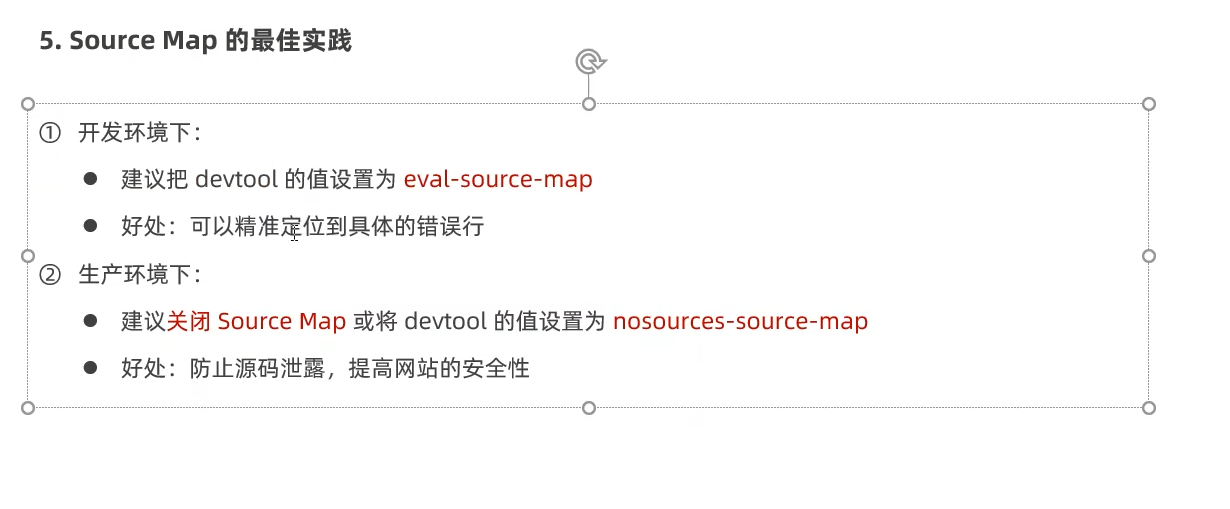 5. Source Map 的最佳实践
① 开发环境下：
● 建议把 devtool 的值设置为 eval-source-map
● 好处：可以精准定位到具体的错误行
② 生产环境下：
● 建议关闭 Source Map 或将 devtool 的值设置为 nosources-source-map
● 好处：防止源码泄露，提高网站的安全性